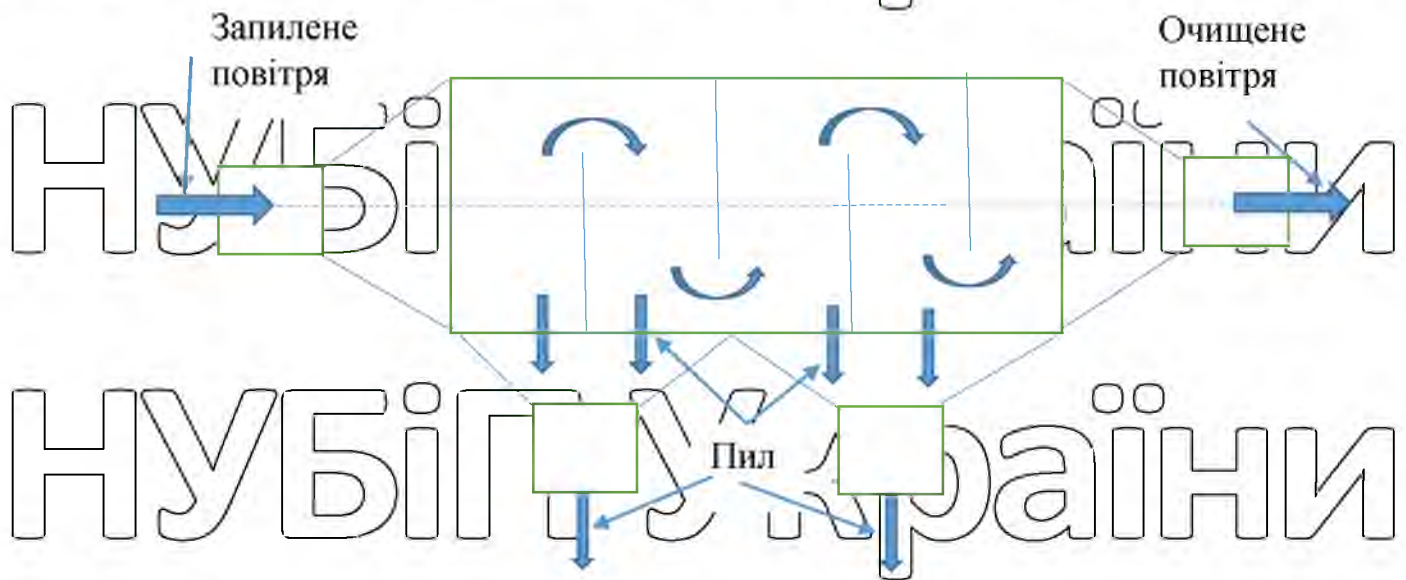 Запилене
повітря
Очищене
повітря
НУБіП України
НУБіП України
Пил